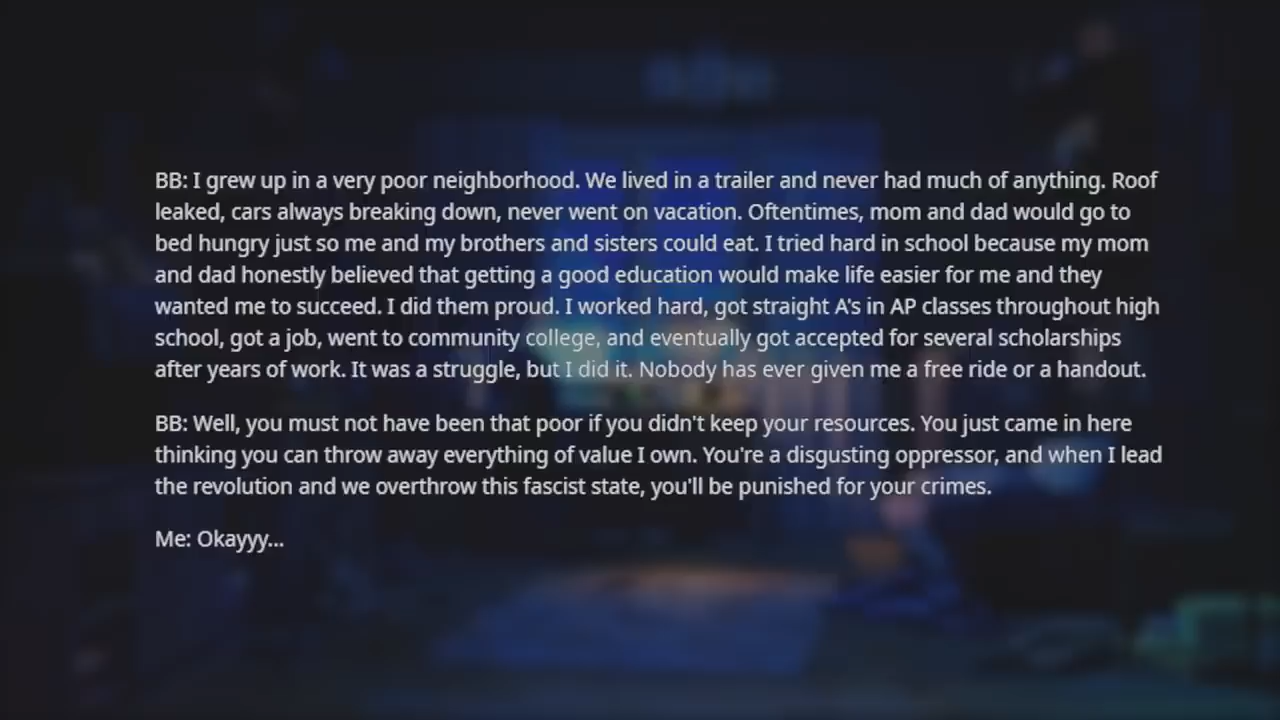 BB: I grew up in a very poor neighborhood. We lived in a trailer and never had much of anything. Roof
leaked, cars always breaking down, never went on vacation. Oftentimes, mom and dad would go to
bed hungry just so me and my brothers and sisters could eat. I tried hard in school because my mom
and dad honestly believed that getting a good education would make life easier for me and they
wanted me to succeed. I did them proud. I worked hard, got straight A's in AP classes throughout high
school, got a job, went to community college, and eventually got accepted for several scholarships
after years of work. It was a struggle, but I did it. Nobody has ever given me a free ride or a handout.
BB: Well, you must not have been that poor if you didn't keep your resources. You just came in here
thinking you can throw away everything of value I own. You're a disgusting oppressor, and when I lead
the revolution and we overthrow this fascist state, you'll be punished for your crimes.
Me: Okayyy...